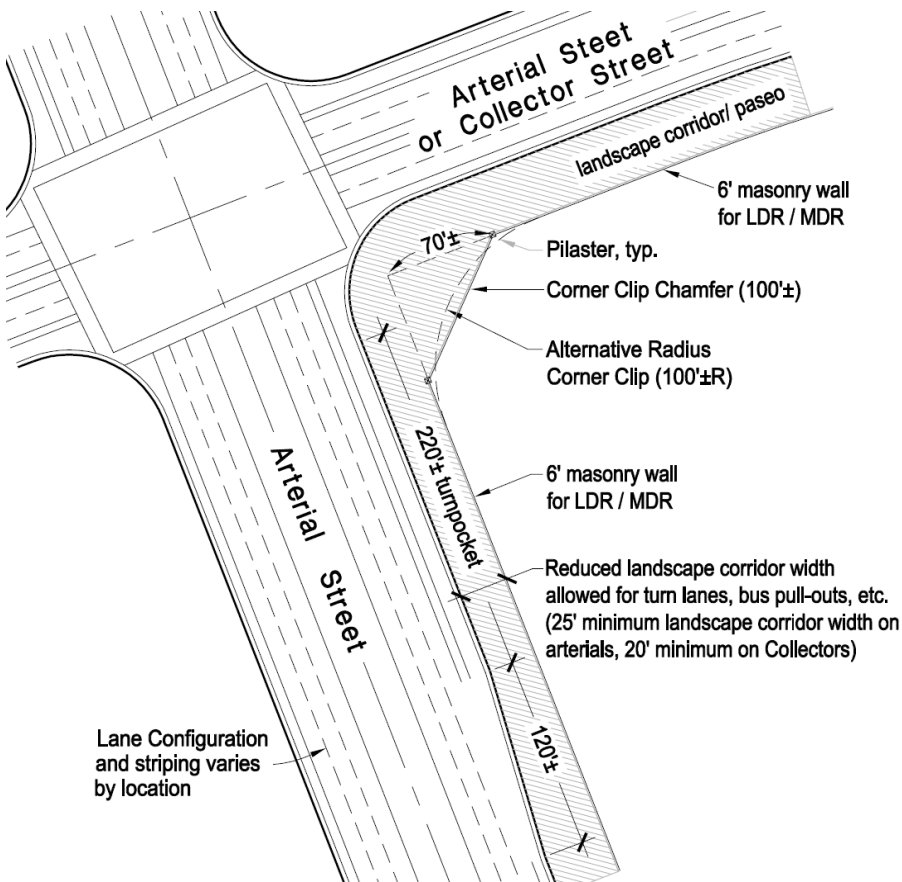 Arterial Steet
or Collector Street
landscape corridor/ paseo
6' masonry wall
for LDR / MDR
70'±
Pilaster, typ.
Corner Clip Chamfer (100'±)
Alternative Radius
Corner Clip (100'±R)
220'± turnpocket
Arterial Street
6' masonry wall
for LDR / MDR
Reduced landscape corridor width
allowed for turn lanes, bus pull-outs, etc.
(25' minimum landscape corridor width on
arterials, 20' minimum on Collectors)
120'±
Lane Configuration
and striping varies
by location